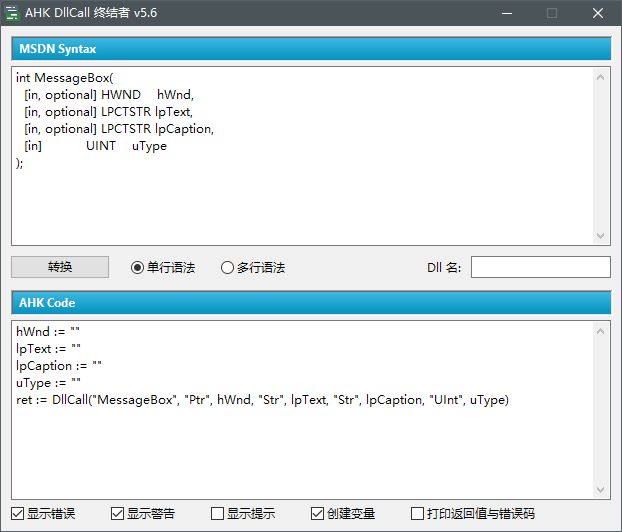 AHK DllCall 终结者 v5.6
MSDN Syntax
int MessageBox(
  [in, optional] HWND    hWnd,
  [in, optional] LPCTSTR lpText,
  [in, optional] LPCTSTR lpCaption,
  [in]           UINT    uType
);
转换 单行语法 多行语法 Dll 名:
AHK Code
hWnd := ""
lpText := ""
lpCaption := ""
uType := ""
ret := DllCall("MessageBox", "Ptr", hWnd, "Str", lpText, "Str", lpCaption, "UInt", uType)
显示错误 显示警告 显示提示 创建变量 打印返回值与错误码